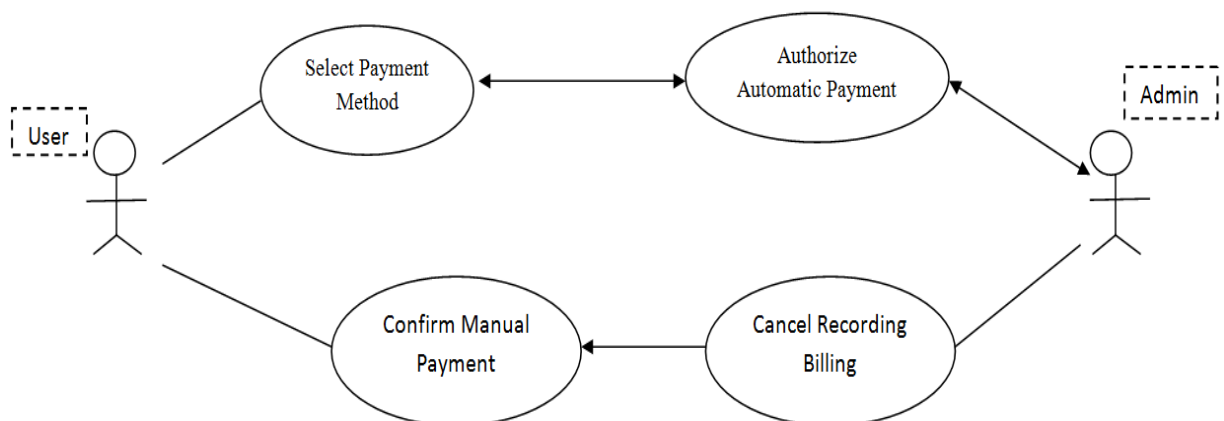 Select Payment
Method
Authorize
Automatic Payment
User
Admin
Confirm Manual
Payment
Cancel Recording
Billing